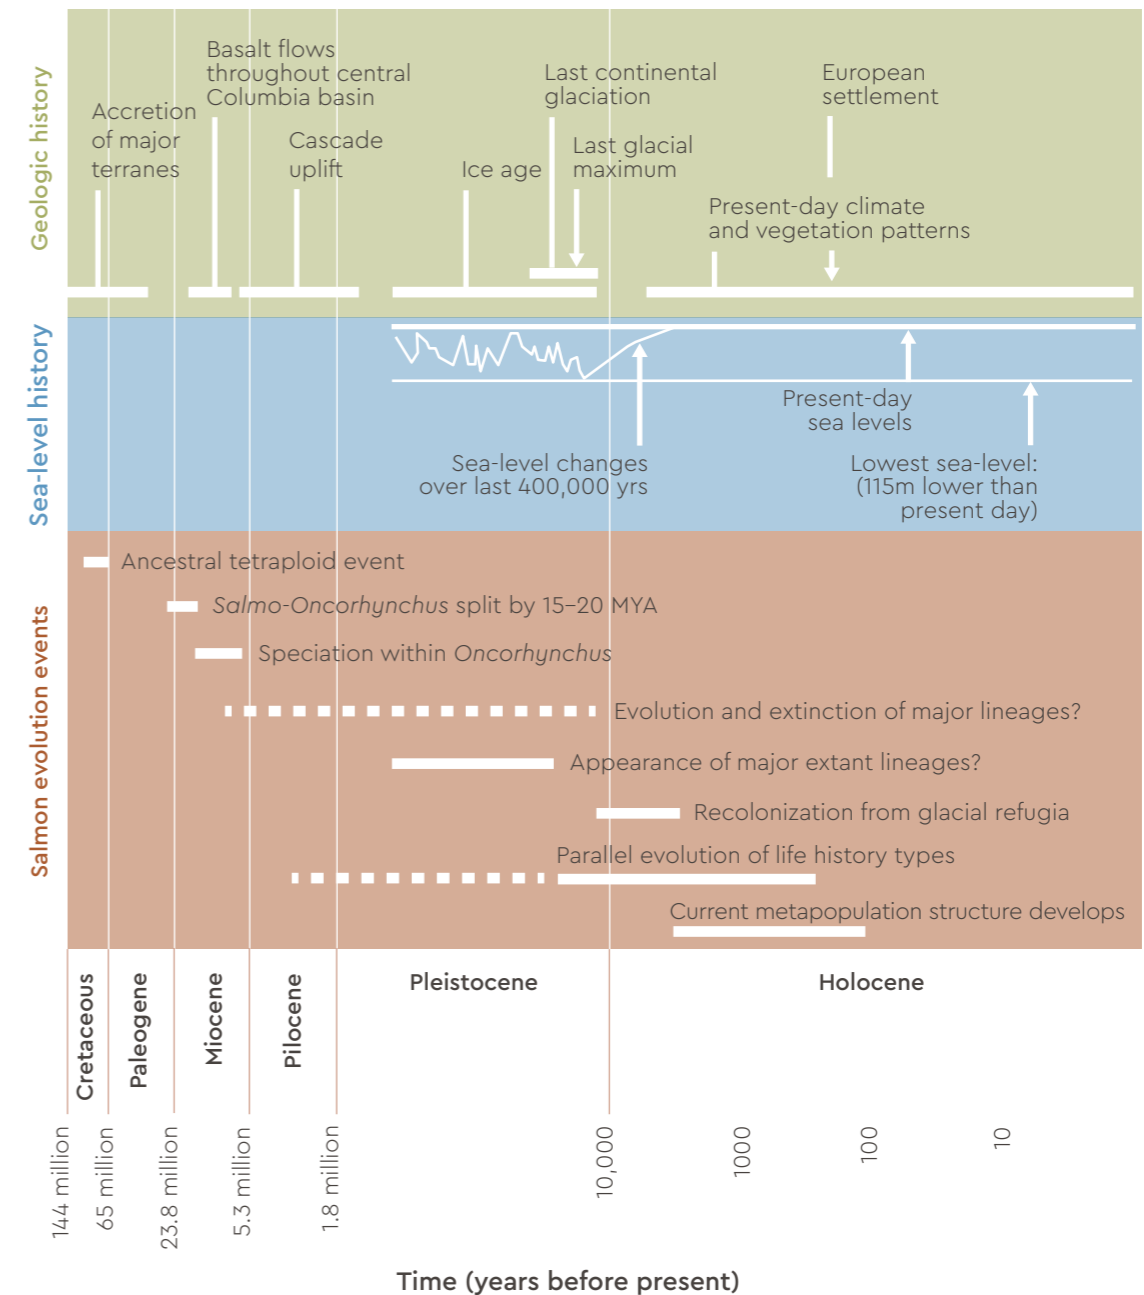 Geologic history
Accretion
of major
terranes
Basalt flows
throughout central
Columbia basin
Cascade
uplift
Ice age
Last continental
glaciation
Last glacial
maximum
European
settlement
Present-day climate
and vegetation patterns
Sea-level history
Sea-level changes
over last 400,000 yrs
Present-day
sea levels
Lowest sea-level:
(115m lower than
present day)
Salmon evolution events
Ancestral tetraploid event
Salmo-Oncorhynchus split by 15–20 MYA
Speciation within Oncorhynchus
Evolution and extinction of major lineages?
Appearance of major extant lineages?
Recolonization from glacial refugia
Parallel evolution of life history types
Current metapopulation structure develops
Cretaceous
Paleogene
Miocene
Pilocene
Pleistocene
Holocene
144 million
65 million
23.8 million
5.3 million
1.8 million
10,000
1000
100
10
Time (years before present)